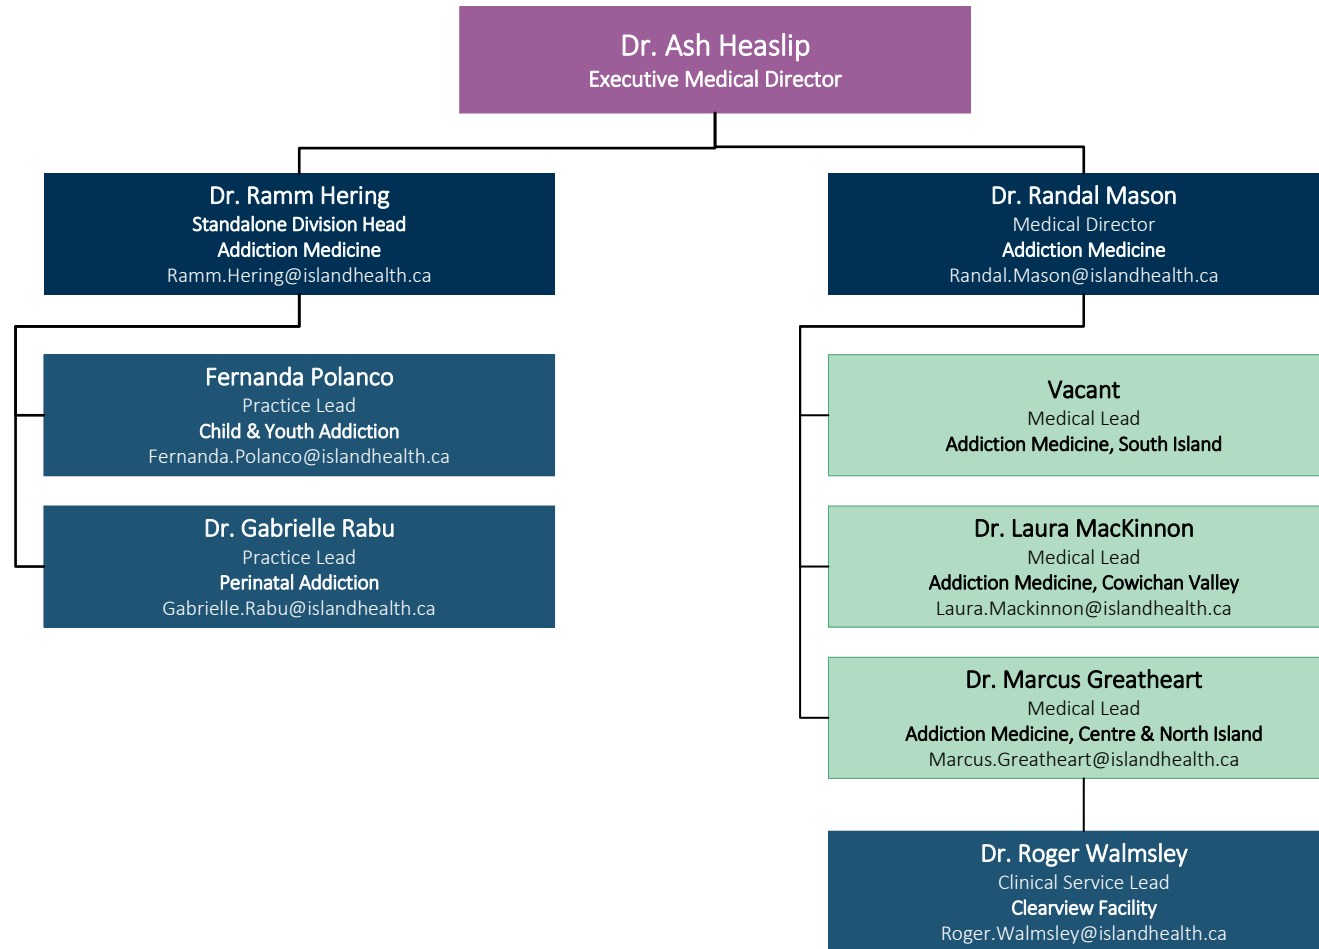 Dr. Ash Heaslip
Executive Medical Director
Dr. Ramm Hering
Standalone Division Head
Addiction Medicine
Ramm.Hering@islandhealth.ca
Fernanda Polanco
Practice Lead
Child & Youth Addiction
Fernanda.Polanco@islandhealth.ca
Dr. Gabrielle Rabu
Practice Lead
Perinatal Addiction
Gabrielle.Rabu@islandhealth.ca
Dr. Randal Mason
Medical Director
Addiction Medicine
Randal.Mason@islandhealth.ca
Vacant
Medical Lead
Addiction Medicine, South Island
Dr. Laura MacKinnon
Medical Lead
Addiction Medicine, Cowichan Valley
Laura.Mackinnon@islandhealth.ca
Dr. Marcus Greatheart
Medical Lead
Addiction Medicine, Centre & North Island
Marcus.Greatheart@islandhealth.ca
Dr. Roger Walmsley
Clinical Service Lead
Clearview Facility
Roger.Walmsley@islandhealth.ca